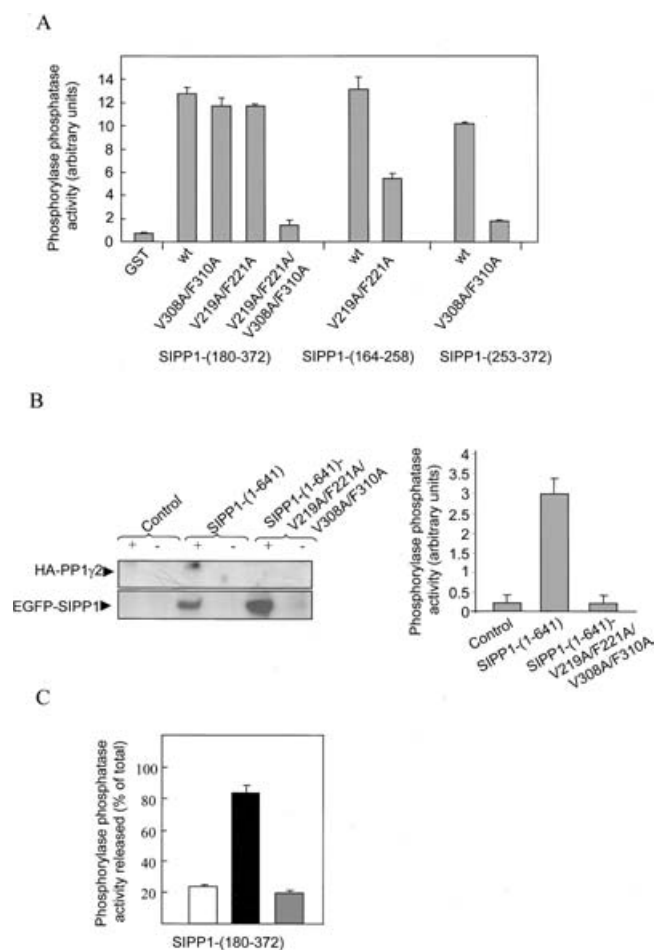 A
Phosphorylase phosphatase
activity (arbitrary units)
14
12
10
8
6
4
2
0
GST
wt
V308A/F310A
V219A/F221A
V219A/F221A/
V308A/F310A
wt
V219A/F221A
wt
V308A/F310A
SIPP1-(180-372)
SIPP1-(164-258)
SIPP1-(253-372)
B
Control
SIPP1-(1-641)
SIPP1-(1-641)-
V219A/F221A/
V308A/F310A
+ - + - + -
HA-PP1γ2
EGFP-SIPP1
Phosphorylase phosphatase
activity (arbitrary units)
4
3.5
3
2.5
2
1.5
1
0.5
0
Control
SIPP1-(1-641)
SIPP1-(1-641)-
V219A/F221A/
V308A/F310A
C
Phosphorylase phosphatase
activity released (% of total)
100
80
60
40
20
SIPP1-(180-372)